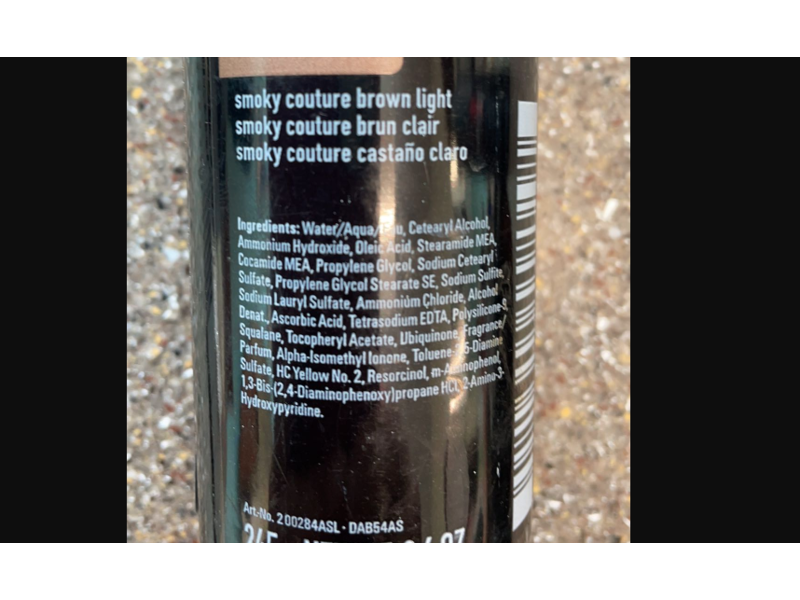 smoky couture brown light
smoky couture brun clair
smoky couture castaño claro
Ingredients: Water/Aqua/Eau, Cetearyl Alcohol,
Ammonium Hydroxide, Oleic Acid, Stearamide MEA,
Cocamide MEA, Propylene Glycol, Sodium Cetearyl
Sulfate, Propylene Glycol Stearate SE, Sodium Sulfite,
Sodium Lauryl Sulfate, Ammonium Chloride, Alcohol
Denat., Ascorbic Acid, Tetrasodium EDTA, Polysilicone-9,
Squalane, Tocopheryl Acetate, Ubiquinone, Fragrance/
Parfum, Alpha-Isomethyl Ionone, Toluene-2,5-Diamine
Sulfate, HC Yellow No. 2, Resorcinol, m-Aminophenol,
1,3-Bis-(2,4-Diaminophenoxy)propane HCl, 2-Amino-3-
Hydroxypyridine.
Art.-No. 200284ASL · DAB54AS